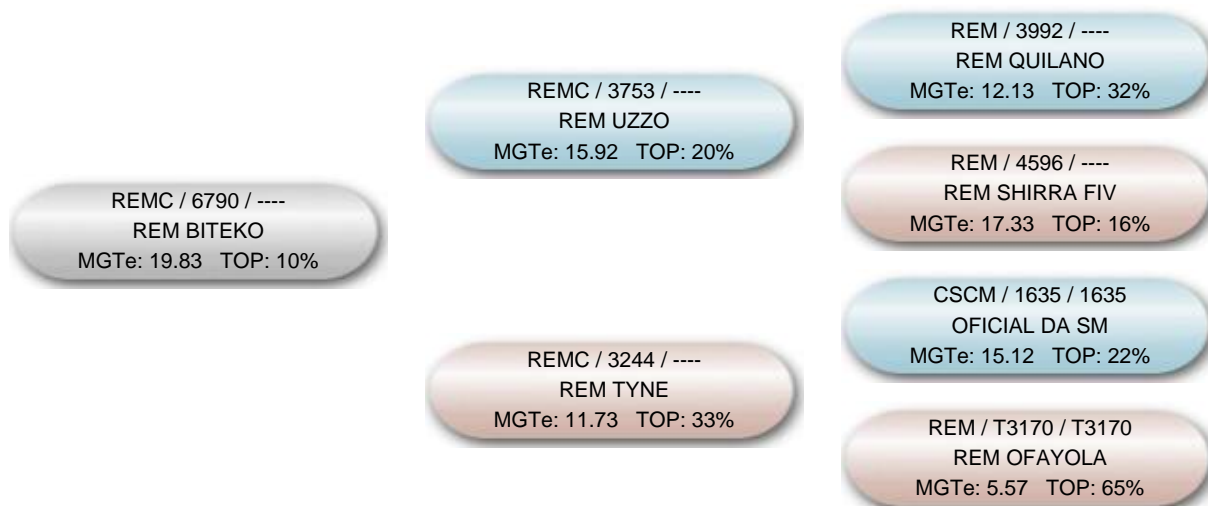 REMC / 6790 / ----
REM BITEKO
MGTe: 19.83 TOP: 10%
REMC / 3753 / ----
REM UZZO
MGTe: 15.92 TOP: 20%
REMC / 3244 / ----
REM TYNE
MGTe: 11.73 TOP: 33%
REM / 3992 / ----
REM QUILANO
MGTe: 12.13 TOP: 32%
REM / 4596 / ----
REM SHIRRA FIV
MGTe: 17.33 TOP: 16%
CSCM / 1635 / 1635
OFICIAL DA SM
MGTe: 15.12 TOP: 22%
REM / T3170 / T3170
REM OFAYOLA
MGTe: 5.57 TOP: 65%